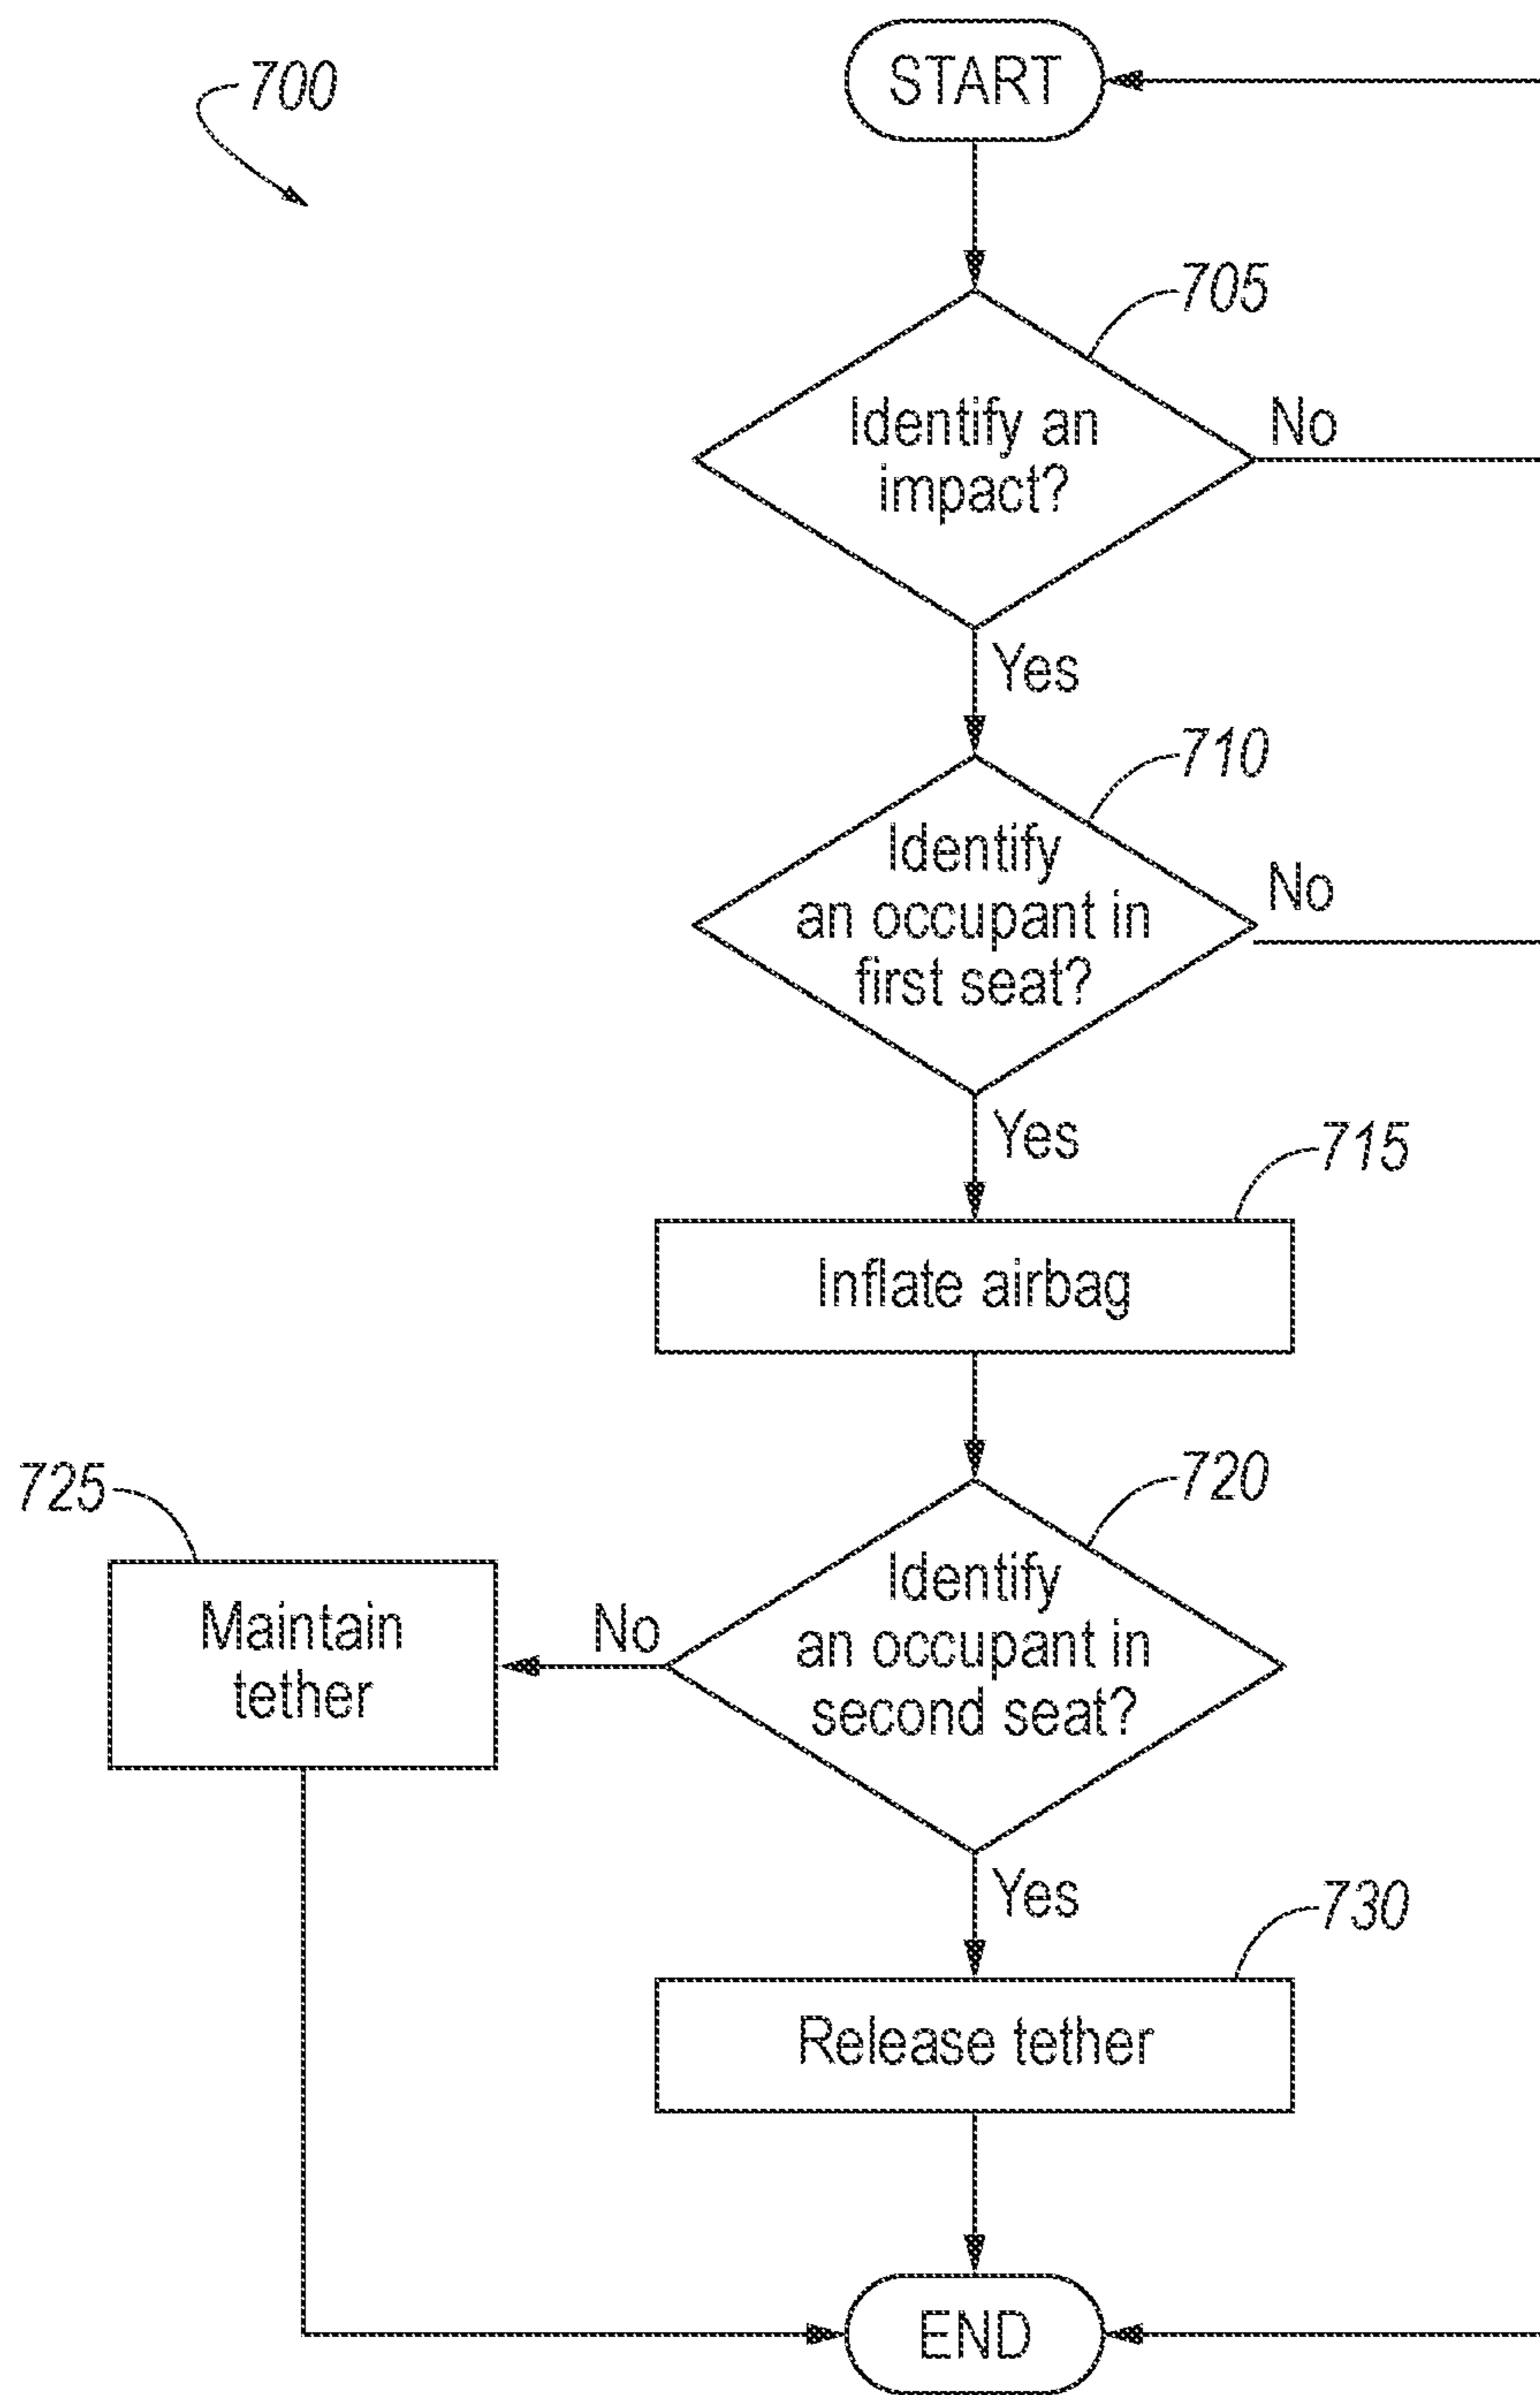 700
START
705
Identify an
impact?
No
Yes
710
Identify
an occupant in
first seat?
No
Yes
715
Inflate airbag
720
Identify
an occupant in
second seat?
725
Maintain
tether
No
Yes
730
Release tether
END